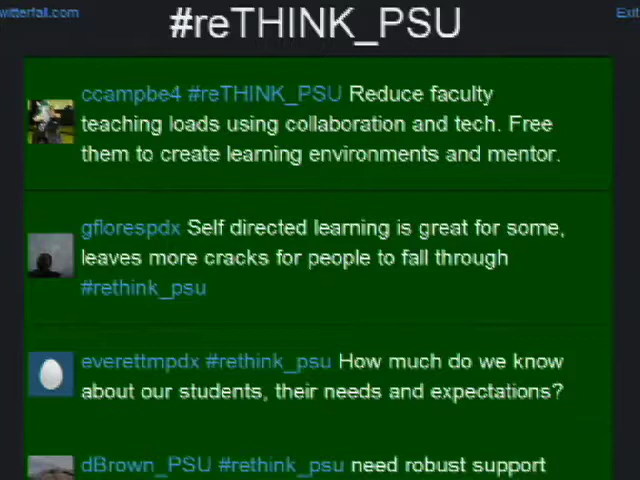 witterfall.com
Exit
#reTHINK_PSU
ccampbe4 #reTHINK_PSU Reduce faculty
teaching loads using collaboration and tech. Free
them to create learning environments and mentor.
gflorespdx Self directed learning is great for some,
leaves more cracks for people to fall through
#rethink_psu
everettmpdx #rethink_psu How much do we know
about our students, their needs and expectations?
dBrown_PSU #rethink_psu need robust support